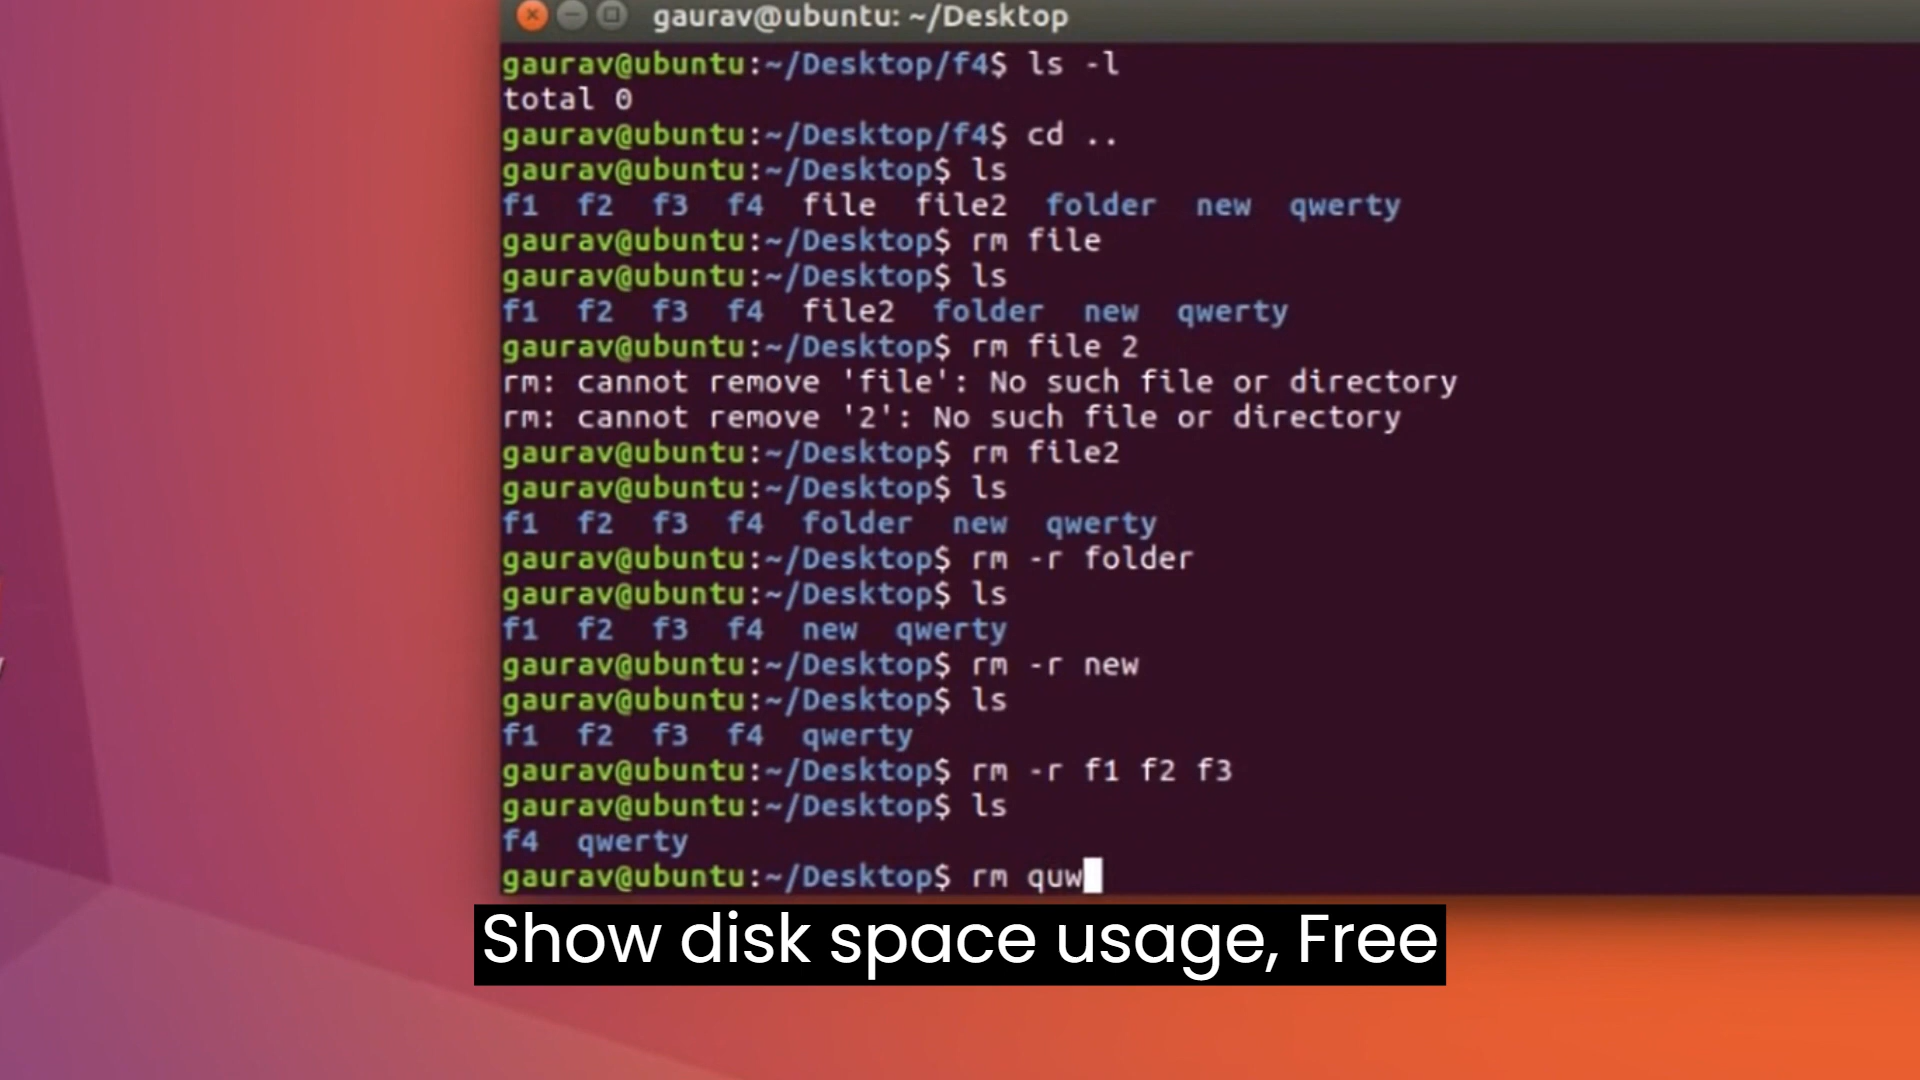 gaurav@ubuntu: ~/Desktop
gaurav@ubuntu:~/Desktop/f4$ ls -l
total 0
gaurav@ubuntu:~/Desktop/f4$ cd ..
gaurav@ubuntu:~/Desktop$ ls
f1 f2 f3 f4 file file2 folder new qwerty
gaurav@ubuntu:~/Desktop$ rm file
gaurav@ubuntu:~/Desktop$ ls
f1 f2 f3 f4 file2 folder new qwerty
gaurav@ubuntu:~/Desktop$ rm file 2
rm: cannot remove 'file': No such file or directory
rm: cannot remove '2': No such file or directory
gaurav@ubuntu:~/Desktop$ rm file2
gaurav@ubuntu:~/Desktop$ ls
f1 f2 f3 f4 folder new qwerty
gaurav@ubuntu:~/Desktop$ rm -r folder
gaurav@ubuntu:~/Desktop$ ls
f1 f2 f3 f4 new qwerty
gaurav@ubuntu:~/Desktop$ rm -r new
gaurav@ubuntu:~/Desktop$ ls
f1 f2 f3 f4 qwerty
gaurav@ubuntu:~/Desktop$ rm -r f1 f2 f3
gaurav@ubuntu:~/Desktop$ ls
f4 qwerty
gaurav@ubuntu:~/Desktop$ rm quw
Show disk space usage, Free